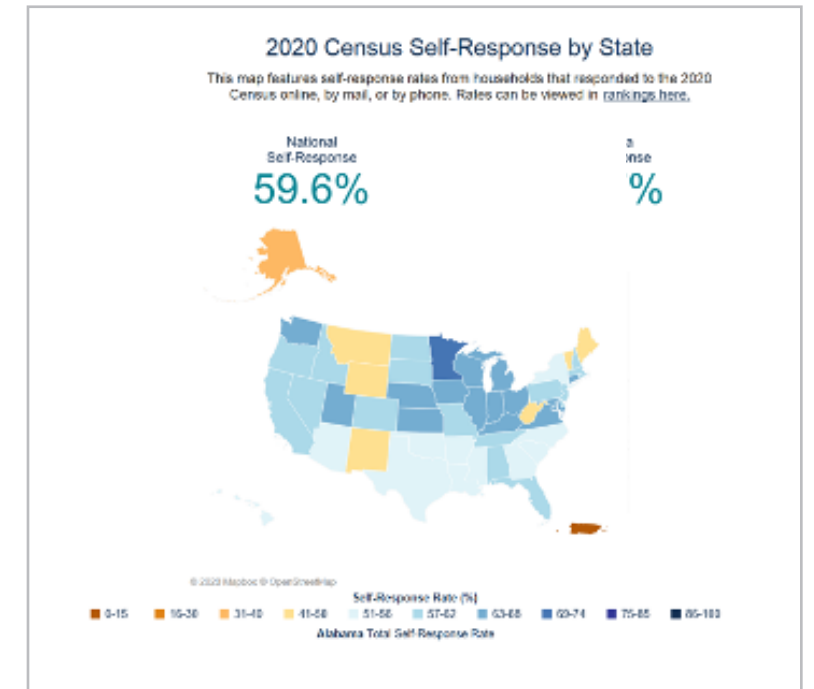 2020 Census Self-Response by State
This map features self-response rates from households that responded to the 2020
Census online, by mail, or by phone. Rates can be viewed in rankings here.
National
Self-Response
59.6%
a
nse
%
© 2020 Mapbox © OpenStreetMap
Self-Response Rate (%)
0-15 16-30 31-40 41-50 51-56 57-62 63-68 69-74 75-85 86-100
Alabama Total Self-Response Rate